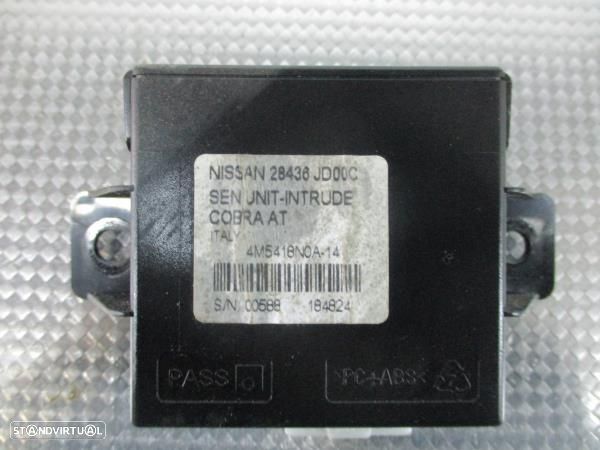 NISSAN 28436 JD00C
SEN UNIT-INTRUDE
COBRA AT
ITALY
4M5418N0A-14
S/N 00588 184824
PASS
>PC+ABS<
STANDVIRTUAL